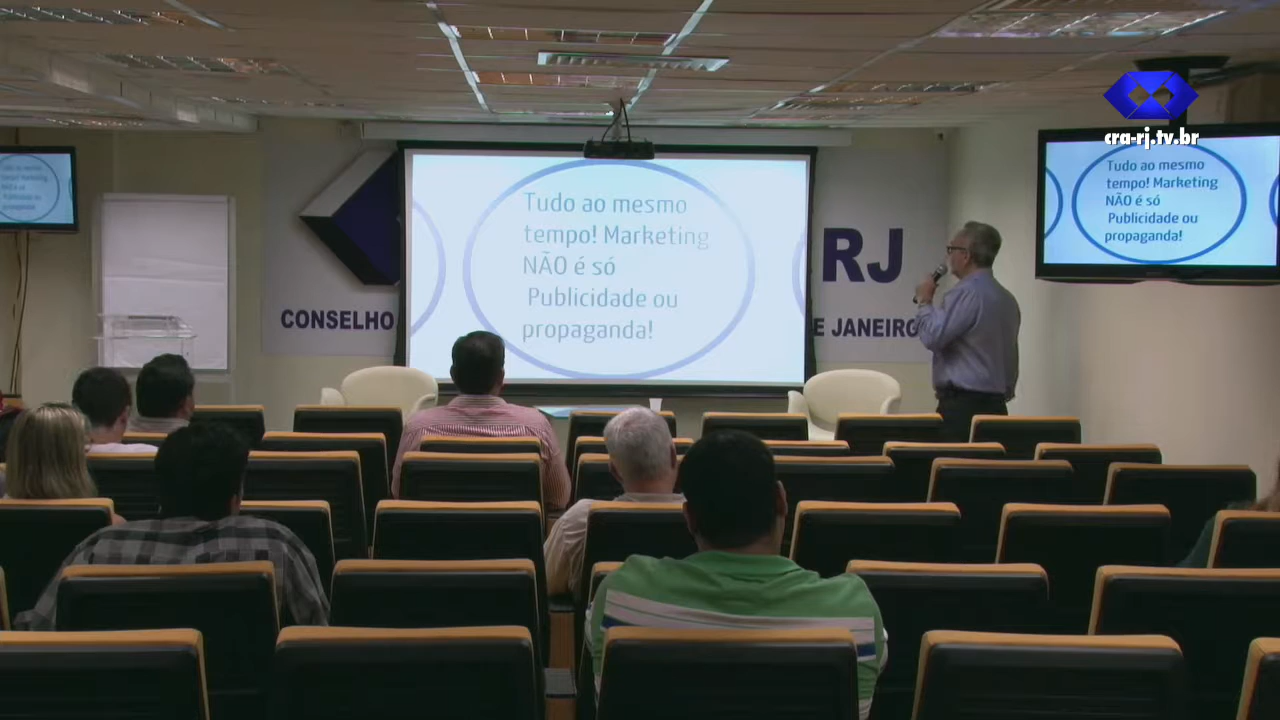 cra-rj.tv.br
Tudo ao mesmo
tempo! Marketing
NÃO é só
Publicidade ou
propaganda!
RJ
CONSELHO
E JANEIRO
Tudo ao mesmo
tempo! Marketing
NÃO é só
Publicidade ou
propaganda!